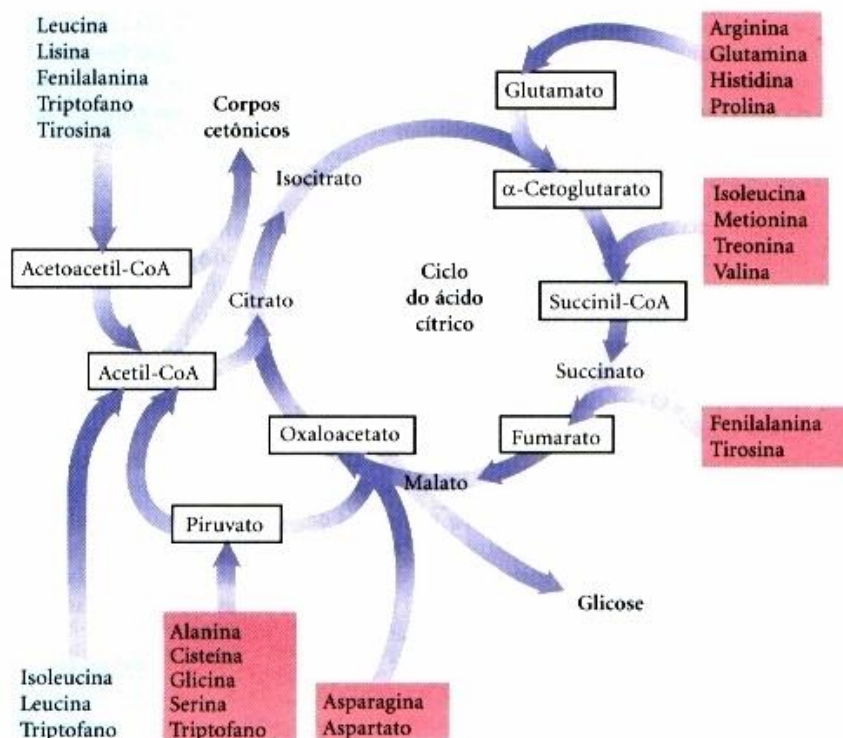 Leucina
Lisina
Fenilalanina
Triptofano
Tirosina
Corpos
cetônicos
Arginina
Glutamina
Histidina
Prolina
Glutamato
Isocitrato
α-Cetoglutarato
Isoleucina
Metionina
Treonina
Valina
Acetoacetil-CoA
Ciclo
do ácido
cítrico
Citrato
Succinil-CoA
Acetil-CoA
Succinato
Fenilalanina
Tirosina
Oxaloacetato
Fumarato
Malato
Piruvato
Glicose
Alanina
Cisteína
Glicina
Serina
Triptofano
Isoleucina
Leucina
Triptofano
Asparagina
Aspartato